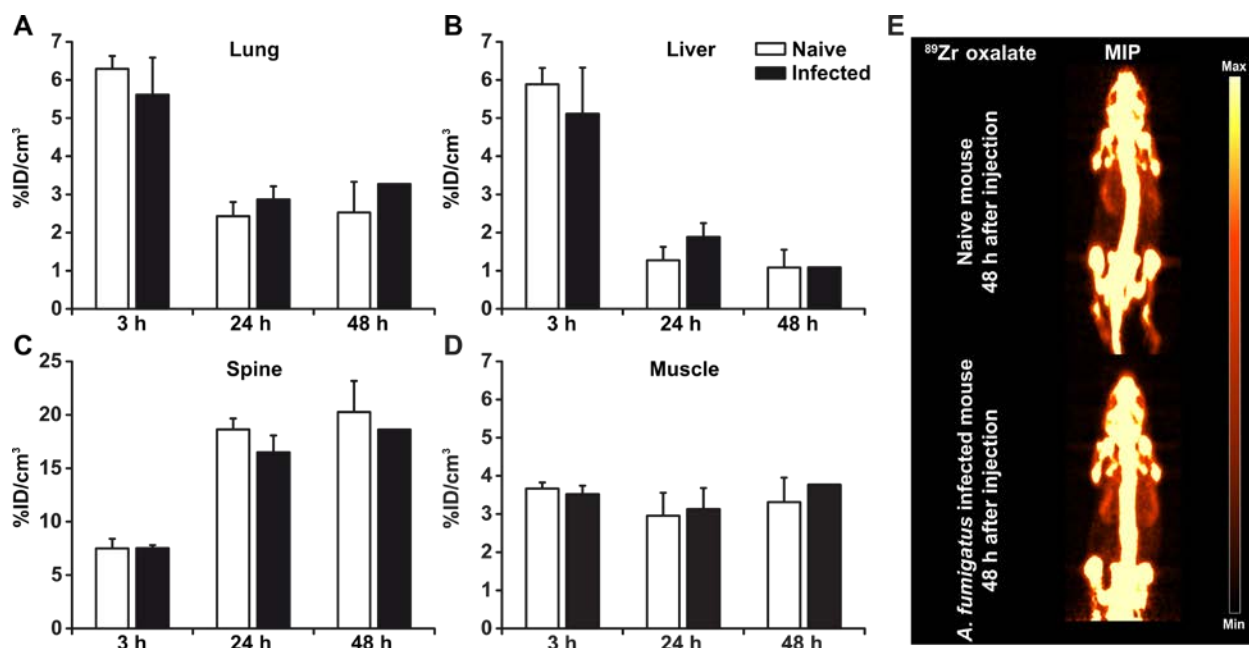 A
Lung
%ID/cm³
7
6
5
4
3
2
1
0
3 h 24 h 48 h
B
Liver
Naive
Infected
%ID/cm³
7
6
5
4
3
2
1
0
3 h 24 h 48 h
C
Spine
%ID/cm³
25
20
15
10
5
0
3 h 24 h 48 h
D
Muscle
%ID/cm³
7
6
5
4
3
2
1
0
3 h 24 h 48 h
E
⁸⁹Zr oxalate MIP
Max
Naive mouse
48 h after injection
A. fumigatus infected mouse
48 h after injection
Min